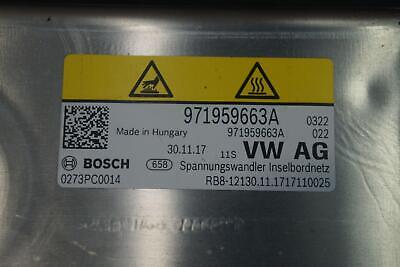 971959663A 0322
Made in Hungary 971959663A 022
30.11.17 11S VW AG
BOSCH 658 Spannungswandler Inselbordnetz
0273PC0014 RB8-12130.11.1717110025